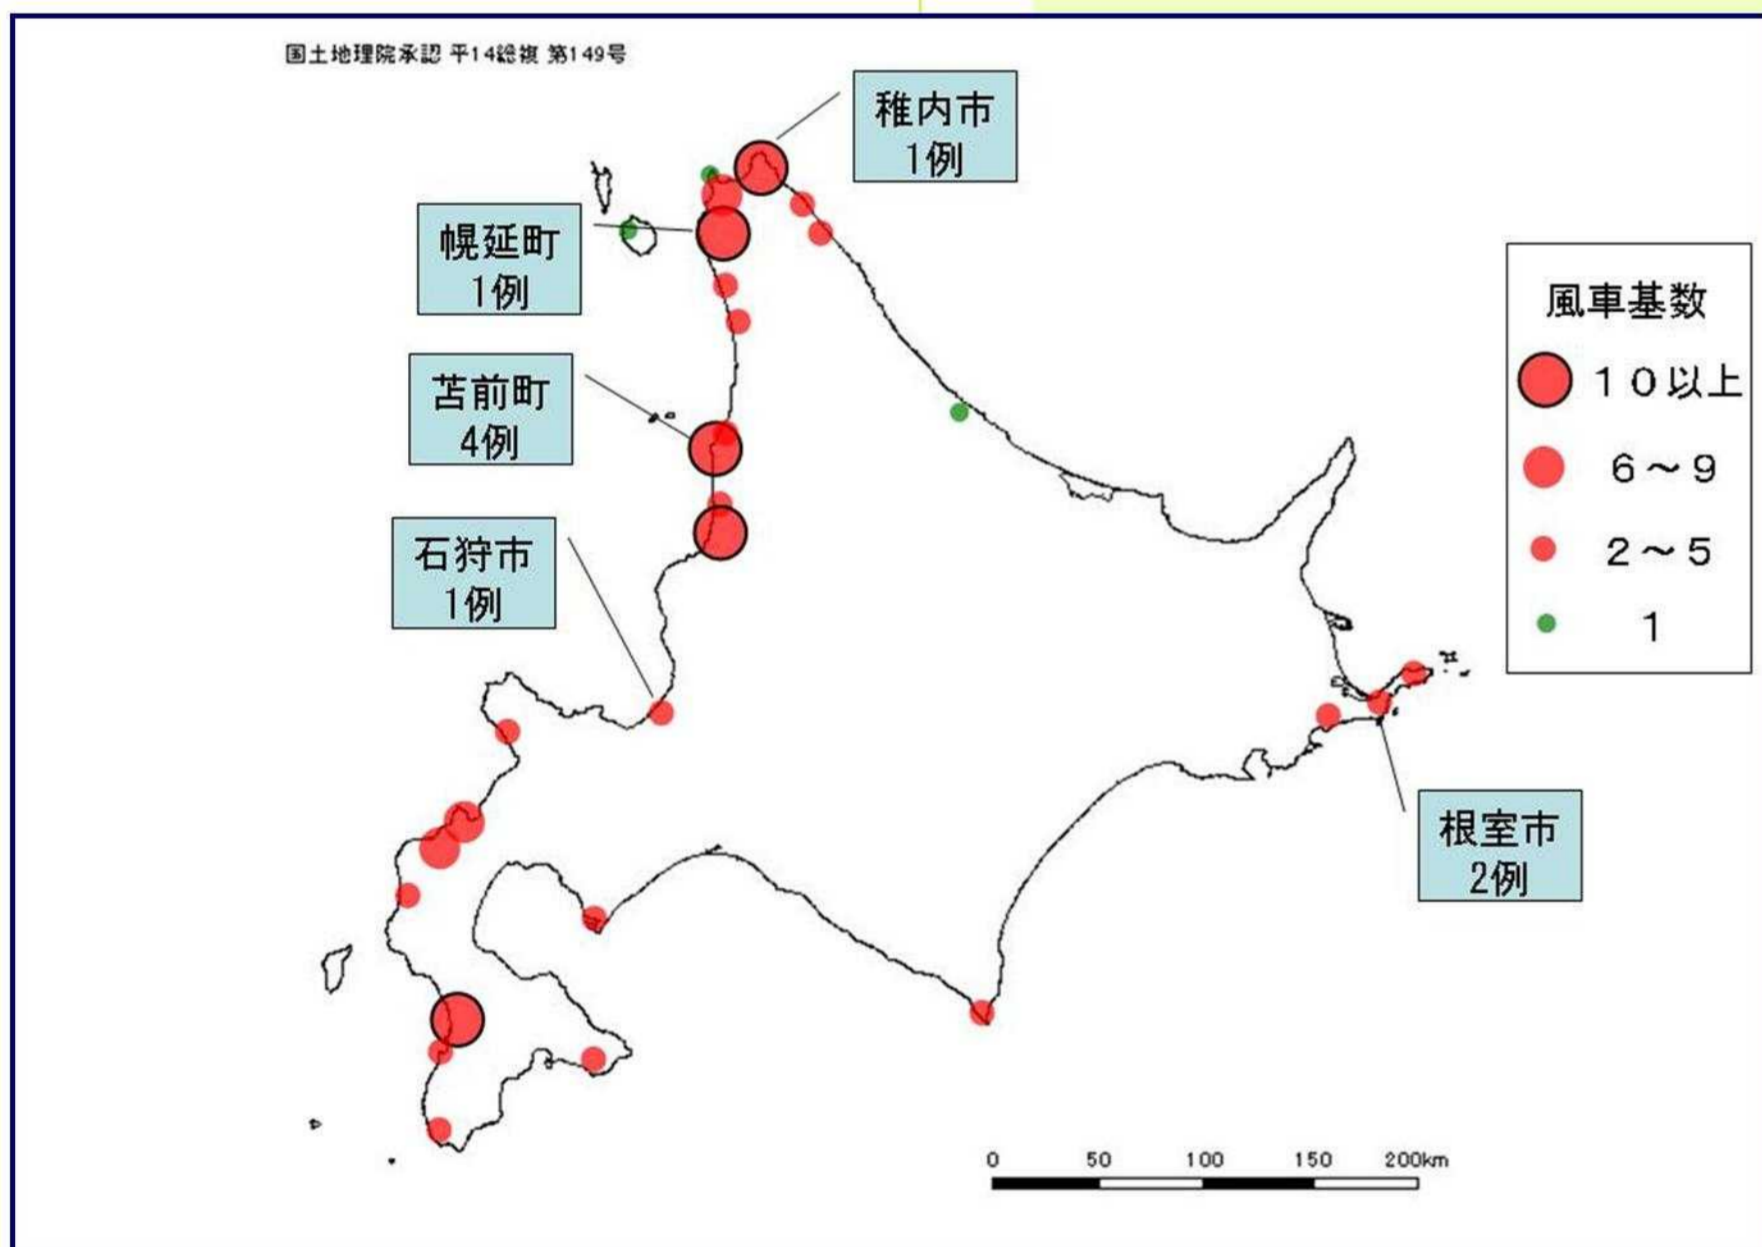 国土地理院承認 平14総複 第149号
稚内市
1例
幌延町
1例
苫前町
4例
石狩市
1例
根室市
2例
風車基数
10以上
6～9
2～5
1
0 50 100 150 200km